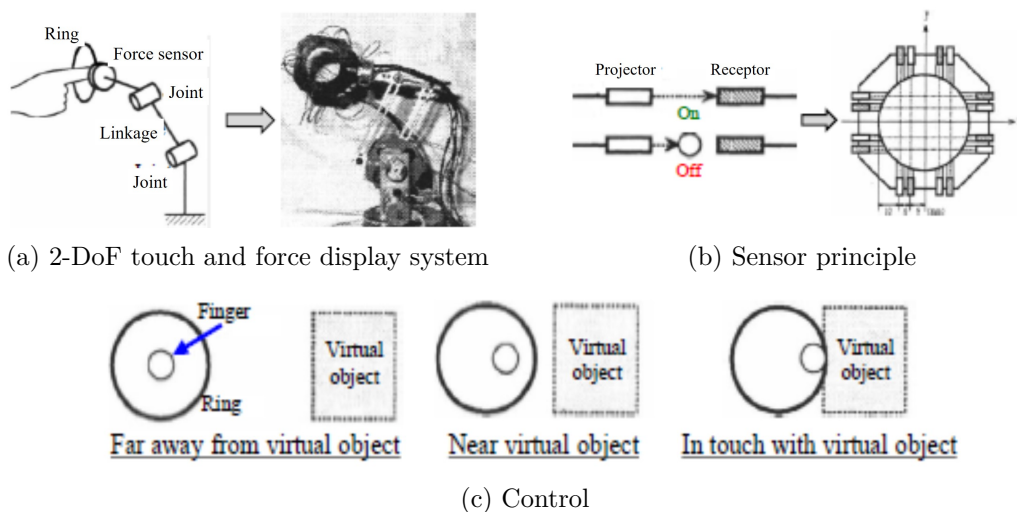 Ring
Force sensor
Joint
Linkage
Joint
(a) 2-DoF touch and force display system
Projector
Receptor
On
Off
(b) Sensor principle
Finger
Virtual
object
Ring
Far away from virtual object
Virtual
object
Near virtual object
Virtual
object
In touch with virtual object
(c) Control